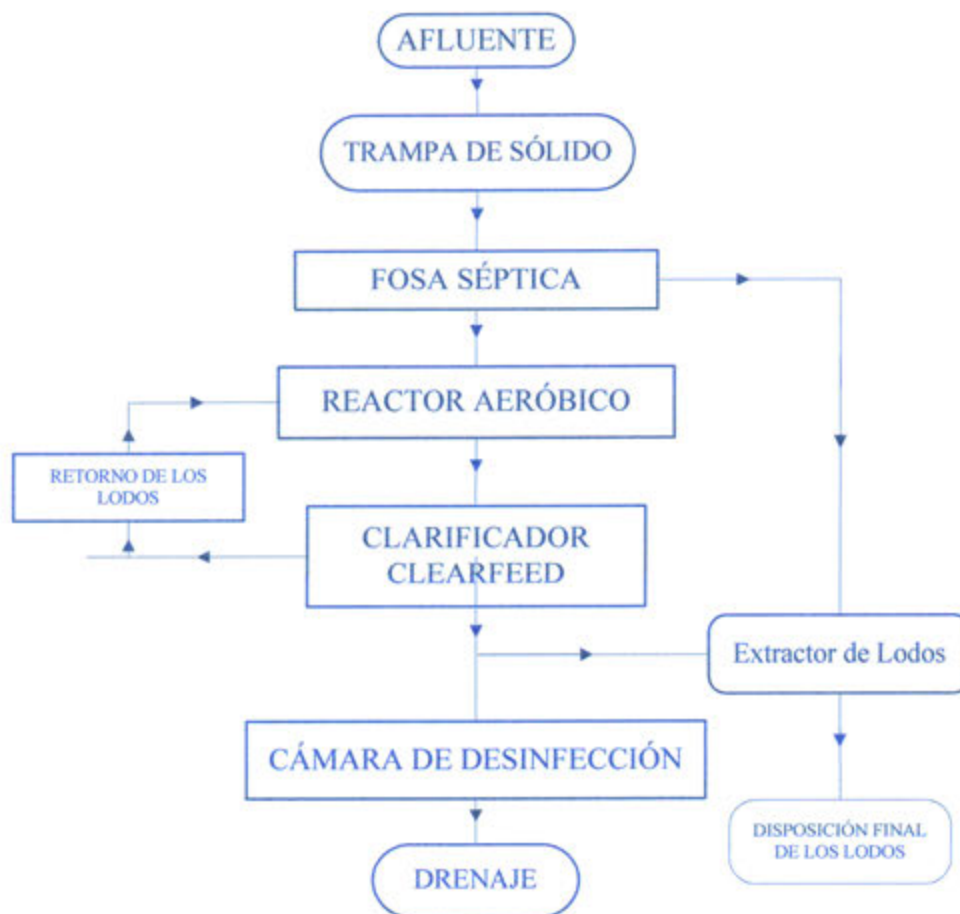 AFLUENTE
TRAMPA DE SÓLIDO
FOSA SÉPTICA
REACTOR AERÓBICO
RETORNO DE LOS
LODOS
CLARIFICADOR
CLEARFEED
Extractor de Lodos
CÁMARA DE DESINFECCIÓN
DISPOSICIÓN FINAL
DE LOS LODOS
DRENAJE